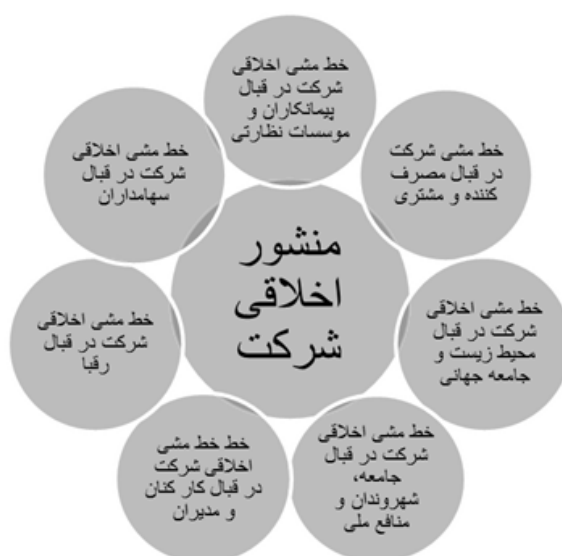 خط مشی اخلاقی
شرکت در قبال
پیمانکاران و
موسسات نظارتی
خط مشی شرکت
در قبال مصرف
کننده و مشتری
خط مشی اخلاقی
شرکت در قبال
محیط زیست و
جامعه جهانی
خط مشی اخلاقی
شرکت در قبال
جامعه،
شهروندان و
منافع ملی
خط خط مشی
اخلاقی شرکت
در قبال کار کنان
و مدیران
خط مشی اخلاقی
شرکت در قبال
رقبا
خط مشی اخلاقی
شرکت در قبال
سهامداران
منشور
اخلاقی
شرکت